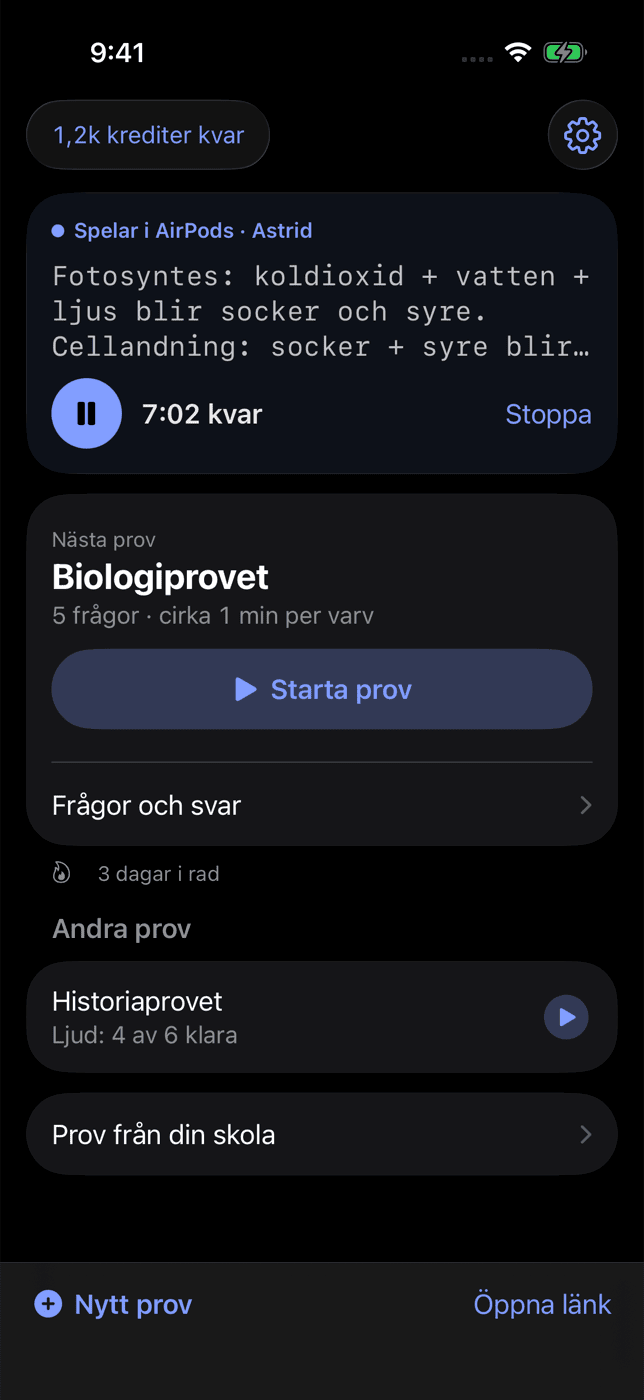 9:41
1,2k krediter kvar
Spelar i AirPods · Astrid
Fotosyntes: koldioxid + vatten +
ljus blir socker och syre.
Cellandning: socker + syre blir…
7:02 kvar
Stoppa
Nästa prov
Biologiprovet
5 frågor · cirka 1 min per varv
Starta prov
Frågor och svar
3 dagar i rad
Andra prov
Historiaprovet
Ljud: 4 av 6 klara
Prov från din skola
Nytt prov
Öppna länk